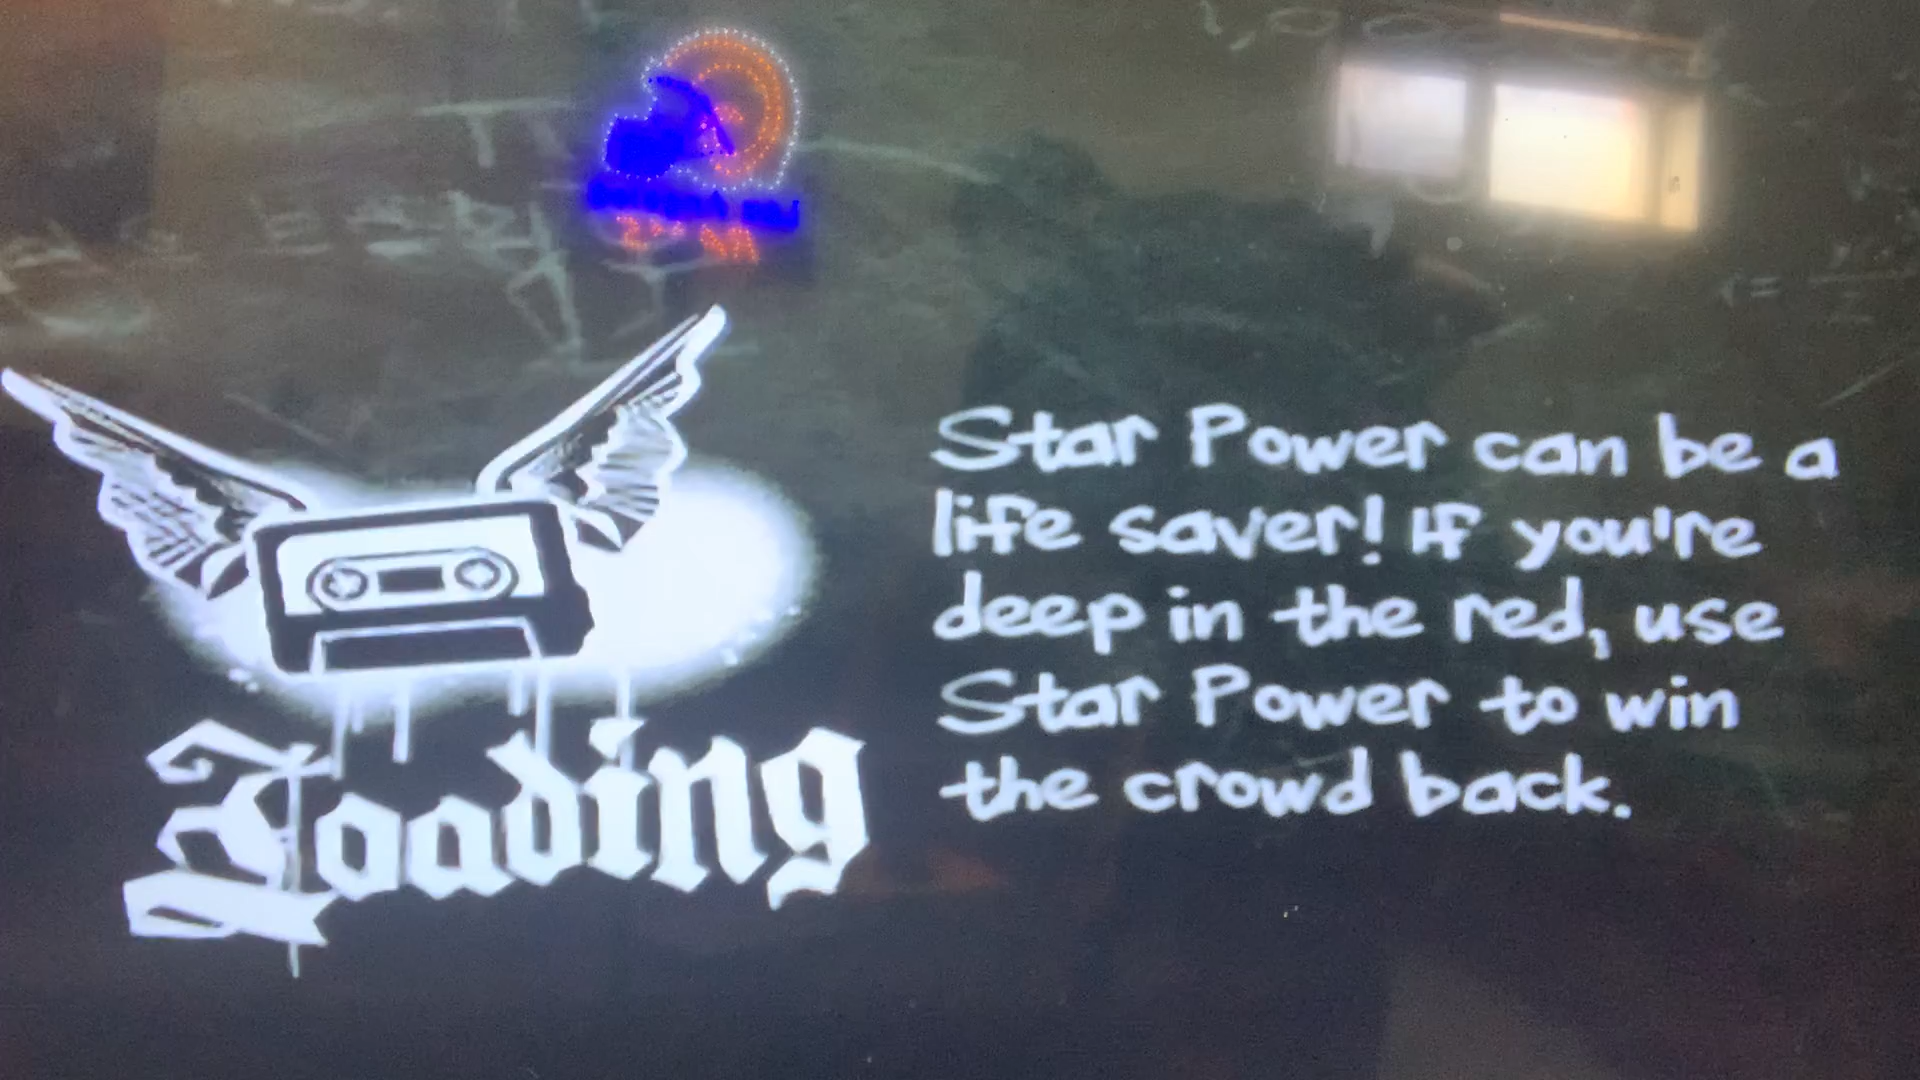 Star Power can be a
life saver! If you're
deep in the red, use
Star Power to win
the crowd back.
Loading